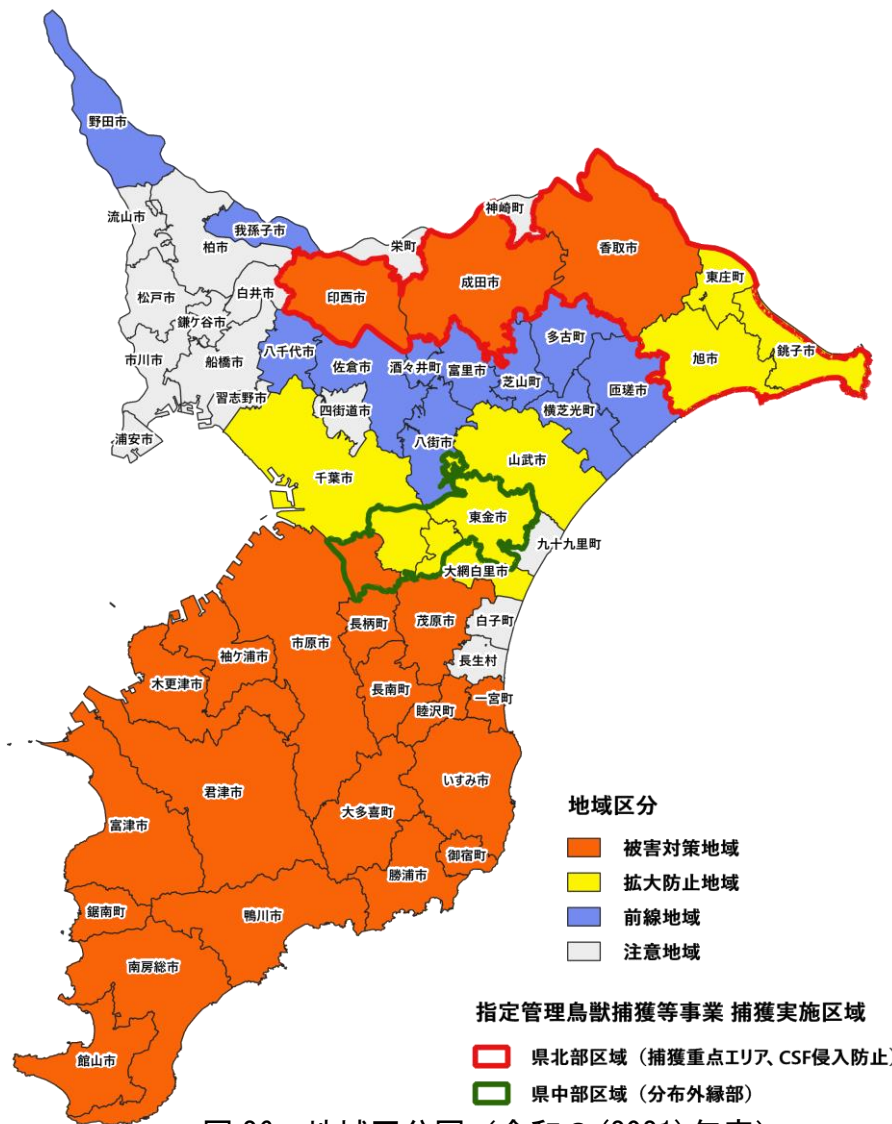 野田市
流山市
柏市
我孫子市
栄町
神崎町
香取市
成田市
東庄町
松戸市
白井市
印西市
鎌ケ谷市
多古町
銚子市
旭市
市川市
船橋市
八千代市
佐倉市
酒々井町
富里市
芝山町
匝瑳市
習志野市
四街道市
横芝光町
浦安市
八街市
山武市
千葉市
東金市
九十九里町
大網白里市
長柄町
茂原市
白子町
市原市
袖ケ浦市
長生村
木更津市
長南町
睦沢町
一宮町
いすみ市
君津市
大多喜町
富津市
御宿町
勝浦市
鋸南町
鴨川市
南房総市
館山市
地域区分
被害対策地域
拡大防止地域
前線地域
注意地域
指定管理鳥獣捕獲等事業 捕獲実施区域
県北部区域（捕獲重点エリア、CSF侵入防止）
県中部区域（分布外縁部）